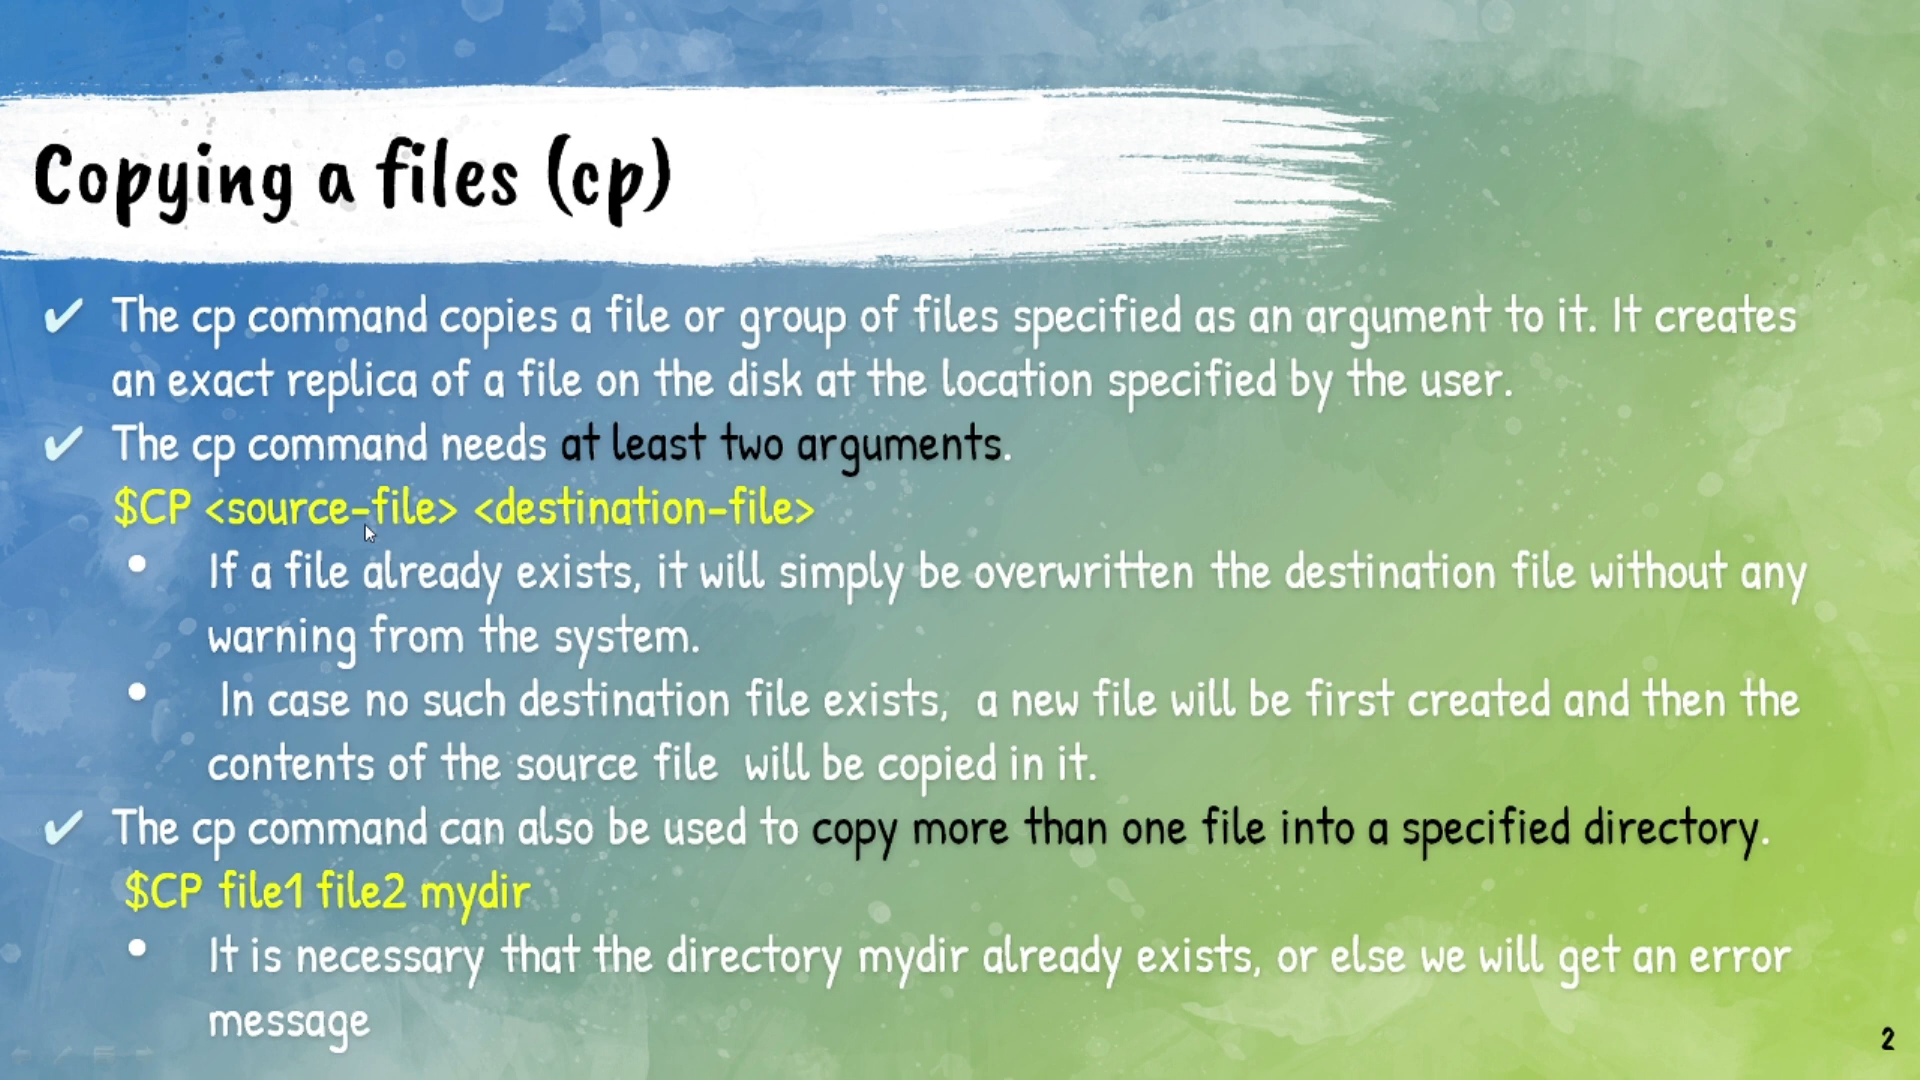 Copying a files (cp)
✔ The cp command copies a file or group of files specified as an argument to it. It creates
an exact replica of a file on the disk at the location specified by the user.
✔ The cp command needs at least two arguments.
$CP <source-file> <destination-file>
• If a file already exists, it will simply be overwritten the destination file without any
warning from the system.
• In case no such destination file exists, a new file will be first created and then the
contents of the source file will be copied in it.
✔ The cp command can also be used to copy more than one file into a specified directory.
$CP file1 file2 mydir
• It is necessary that the directory mydir already exists, or else we will get an error
message
2